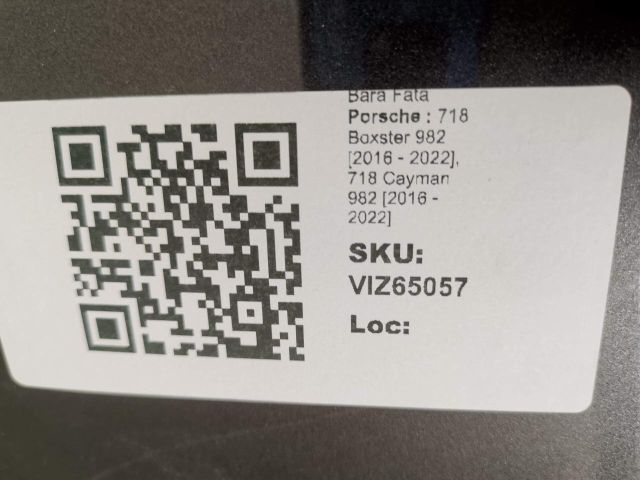 Bara Fata
Porsche : 718
Boxster 982
[2016 - 2022],
718 Cayman
982 [2016 -
2022]
SKU:
VIZ65057
Loc: